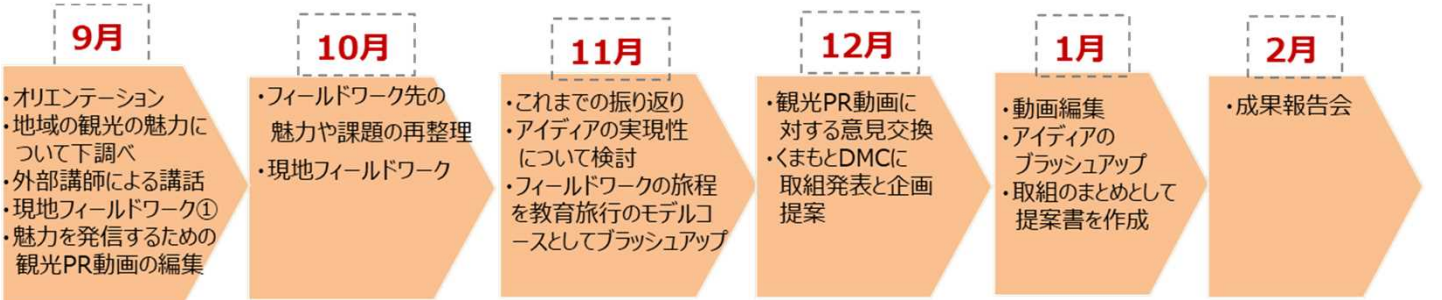 9月
・オリエンテーション
・地域の観光の魅力に
ついて下調べ
・外部講師による講話
・現地フィールドワーク①
・魅力を発信するための
観光PR動画の編集
10月
・フィールドワーク先の
魅力や課題の再整理
・現地フィールドワーク
11月
・これまでの振り返り
・アイディアの実現性
について検討
・フィールドワークの旅程
を教育旅行のモデルコ
ースとしてブラッシュアップ
12月
・観光PR動画に
対する意見交換
・くまもとDMCに
取組発表と企画
提案
1月
・動画編集
・アイディアの
ブラッシュアップ
・取組のまとめとして
提案書を作成
2月
・成果報告会